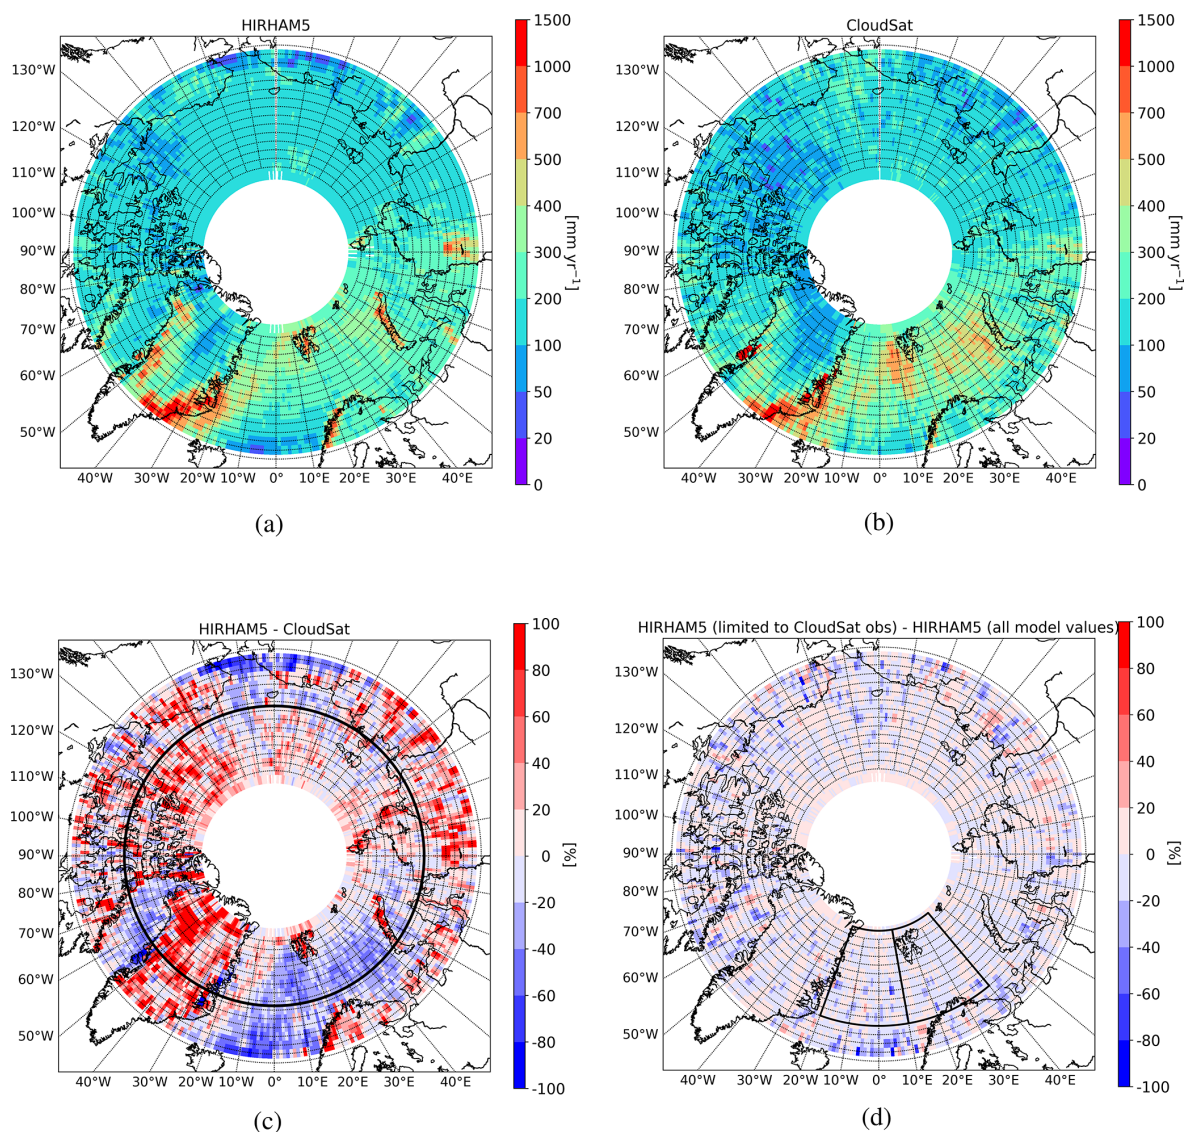 HIRHAM5
130°W
120°W
110°W
100°W
90°W
80°W
70°W
60°W
50°W
40°W 30°W 20°W 10°W 0° 10°E 20°E 30°E 40°E
1500
1000
700
500
400
300
200
100
50
20
0
[mm yr⁻¹]
(a)
CloudSat
130°W
120°W
110°W
100°W
90°W
80°W
70°W
60°W
50°W
40°W 30°W 20°W 10°W 0° 10°E 20°E 30°E 40°E
1500
1000
700
500
400
300
200
100
50
20
0
[mm yr⁻¹]
(b)
HIRHAM5 - CloudSat
130°W
120°W
110°W
100°W
90°W
80°W
70°W
60°W
50°W
40°W 30°W 20°W 10°W 0° 10°E 20°E 30°E 40°E
100
80
60
40
20
0
-20
-40
-60
-80
-100
[%]
(c)
HIRHAM5 (limited to CloudSat obs) - HIRHAM5 (all model values)
130°W
120°W
110°W
100°W
90°W
80°W
70°W
60°W
50°W
40°W 30°W 20°W 10°W 0° 10°E 20°E 30°E 40°E
100
80
60
40
20
0
-20
-40
-60
-80
-100
[%]
(d)